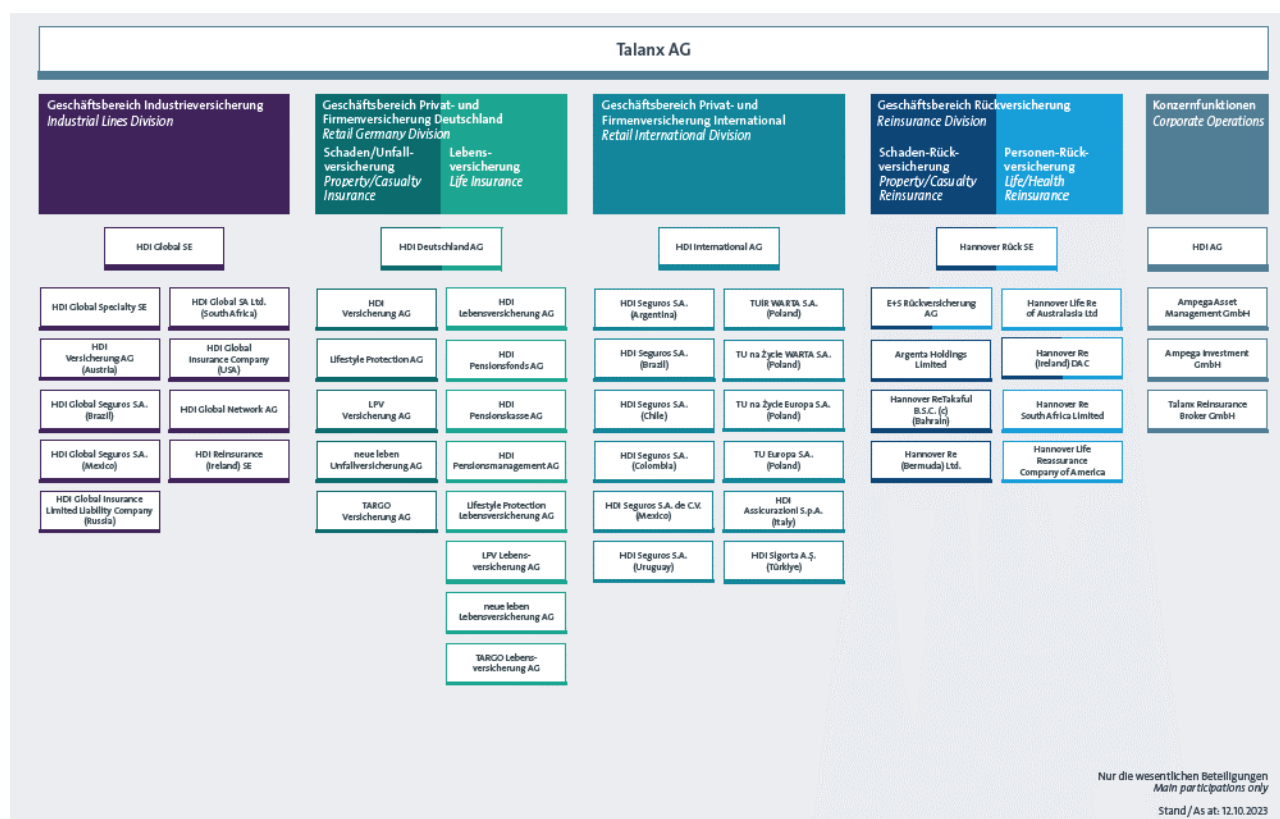 Talanx AG
Geschäftsbereich Industrieversicherung
Industrial Lines Division
Geschäftsbereich Privat- und
Firmenversicherung Deutschland
Retail Germany Division
Schaden/Unfall-
versicherung
Property/Casualty
Insurance
Lebens-
versicherung
Life Insurance
Geschäftsbereich Privat- und
Firmenversicherung International
Retail International Division
Geschäftsbereich Rückversicherung
Reinsurance Division
Schaden-Rück-
versicherung
Property/Casualty
Reinsurance
Personen-Rück-
versicherung
Life/Health
Reinsurance
Konzernfunktionen
Corporate Operations
HDI Global SE
HDI Deutschland AG
HDI International AG
Hannover Rück SE
HDI AG
HDI Global Specialty SE
HDI
Versicherung AG
(Austria)
HDI Global Seguros S.A.
(Brazil)
HDI Global Seguros S.A.
(Mexico)
HDI Global Insurance
Limited Liability Company
(Russia)
HDI Global SA Ltd.
(South Africa)
HDI Global
Insurance Company
(USA)
HDI Global Network AG
HDI Reinsurance
(Ireland) SE
HDI
Versicherung AG
Lifestyle Protection AG
LPV
Versicherung AG
neue leben
Unfallversicherung AG
TARGO
Versicherung AG
HDI
Lebensversicherung AG
HDI
Pensionsfonds AG
HDI
Pensionskasse AG
HDI
Pensionsmanagement AG
Lifestyle Protection
Lebensversicherung AG
LPV Lebens-
versicherung AG
neue leben
Lebensversicherung AG
TARGO Lebens-
versicherung AG
HDI Seguros S.A.
(Argentina)
HDI Seguros S.A.
(Brazil)
HDI Seguros S.A.
(Chile)
HDI Seguros S.A.
(Colombia)
HDI Seguros S.A. de C.V.
(Mexico)
HDI Seguros S.A.
(Uruguay)
TUiR WARTA S.A.
(Poland)
TU na Życie WARTA S.A.
(Poland)
TU na Życie Europa S.A.
(Poland)
TU Europa S.A.
(Poland)
HDI
Assicurazioni S.p.A.
(Italy)
HDI Sigorta A.Ş.
(Türkiye)
E+S Rückversicherung
AG
Argenta Holdings
Limited
Hannover ReTakaful
B.S.C. (c)
(Bahrain)
Hannover Re
(Bermuda) Ltd.
Hannover Life Re
of Australasia Ltd
Hannover Re
(Ireland) DAC
Hannover Re
South Africa Limited
Hannover Life
Reassurance
Company of America
Ampega Asset
Management GmbH
Ampega Investment
GmbH
Talanx Reinsurance
Broker GmbH
Nur die wesentlichen Beteiligungen
Main participations only
Stand / As at: 12.10.2023